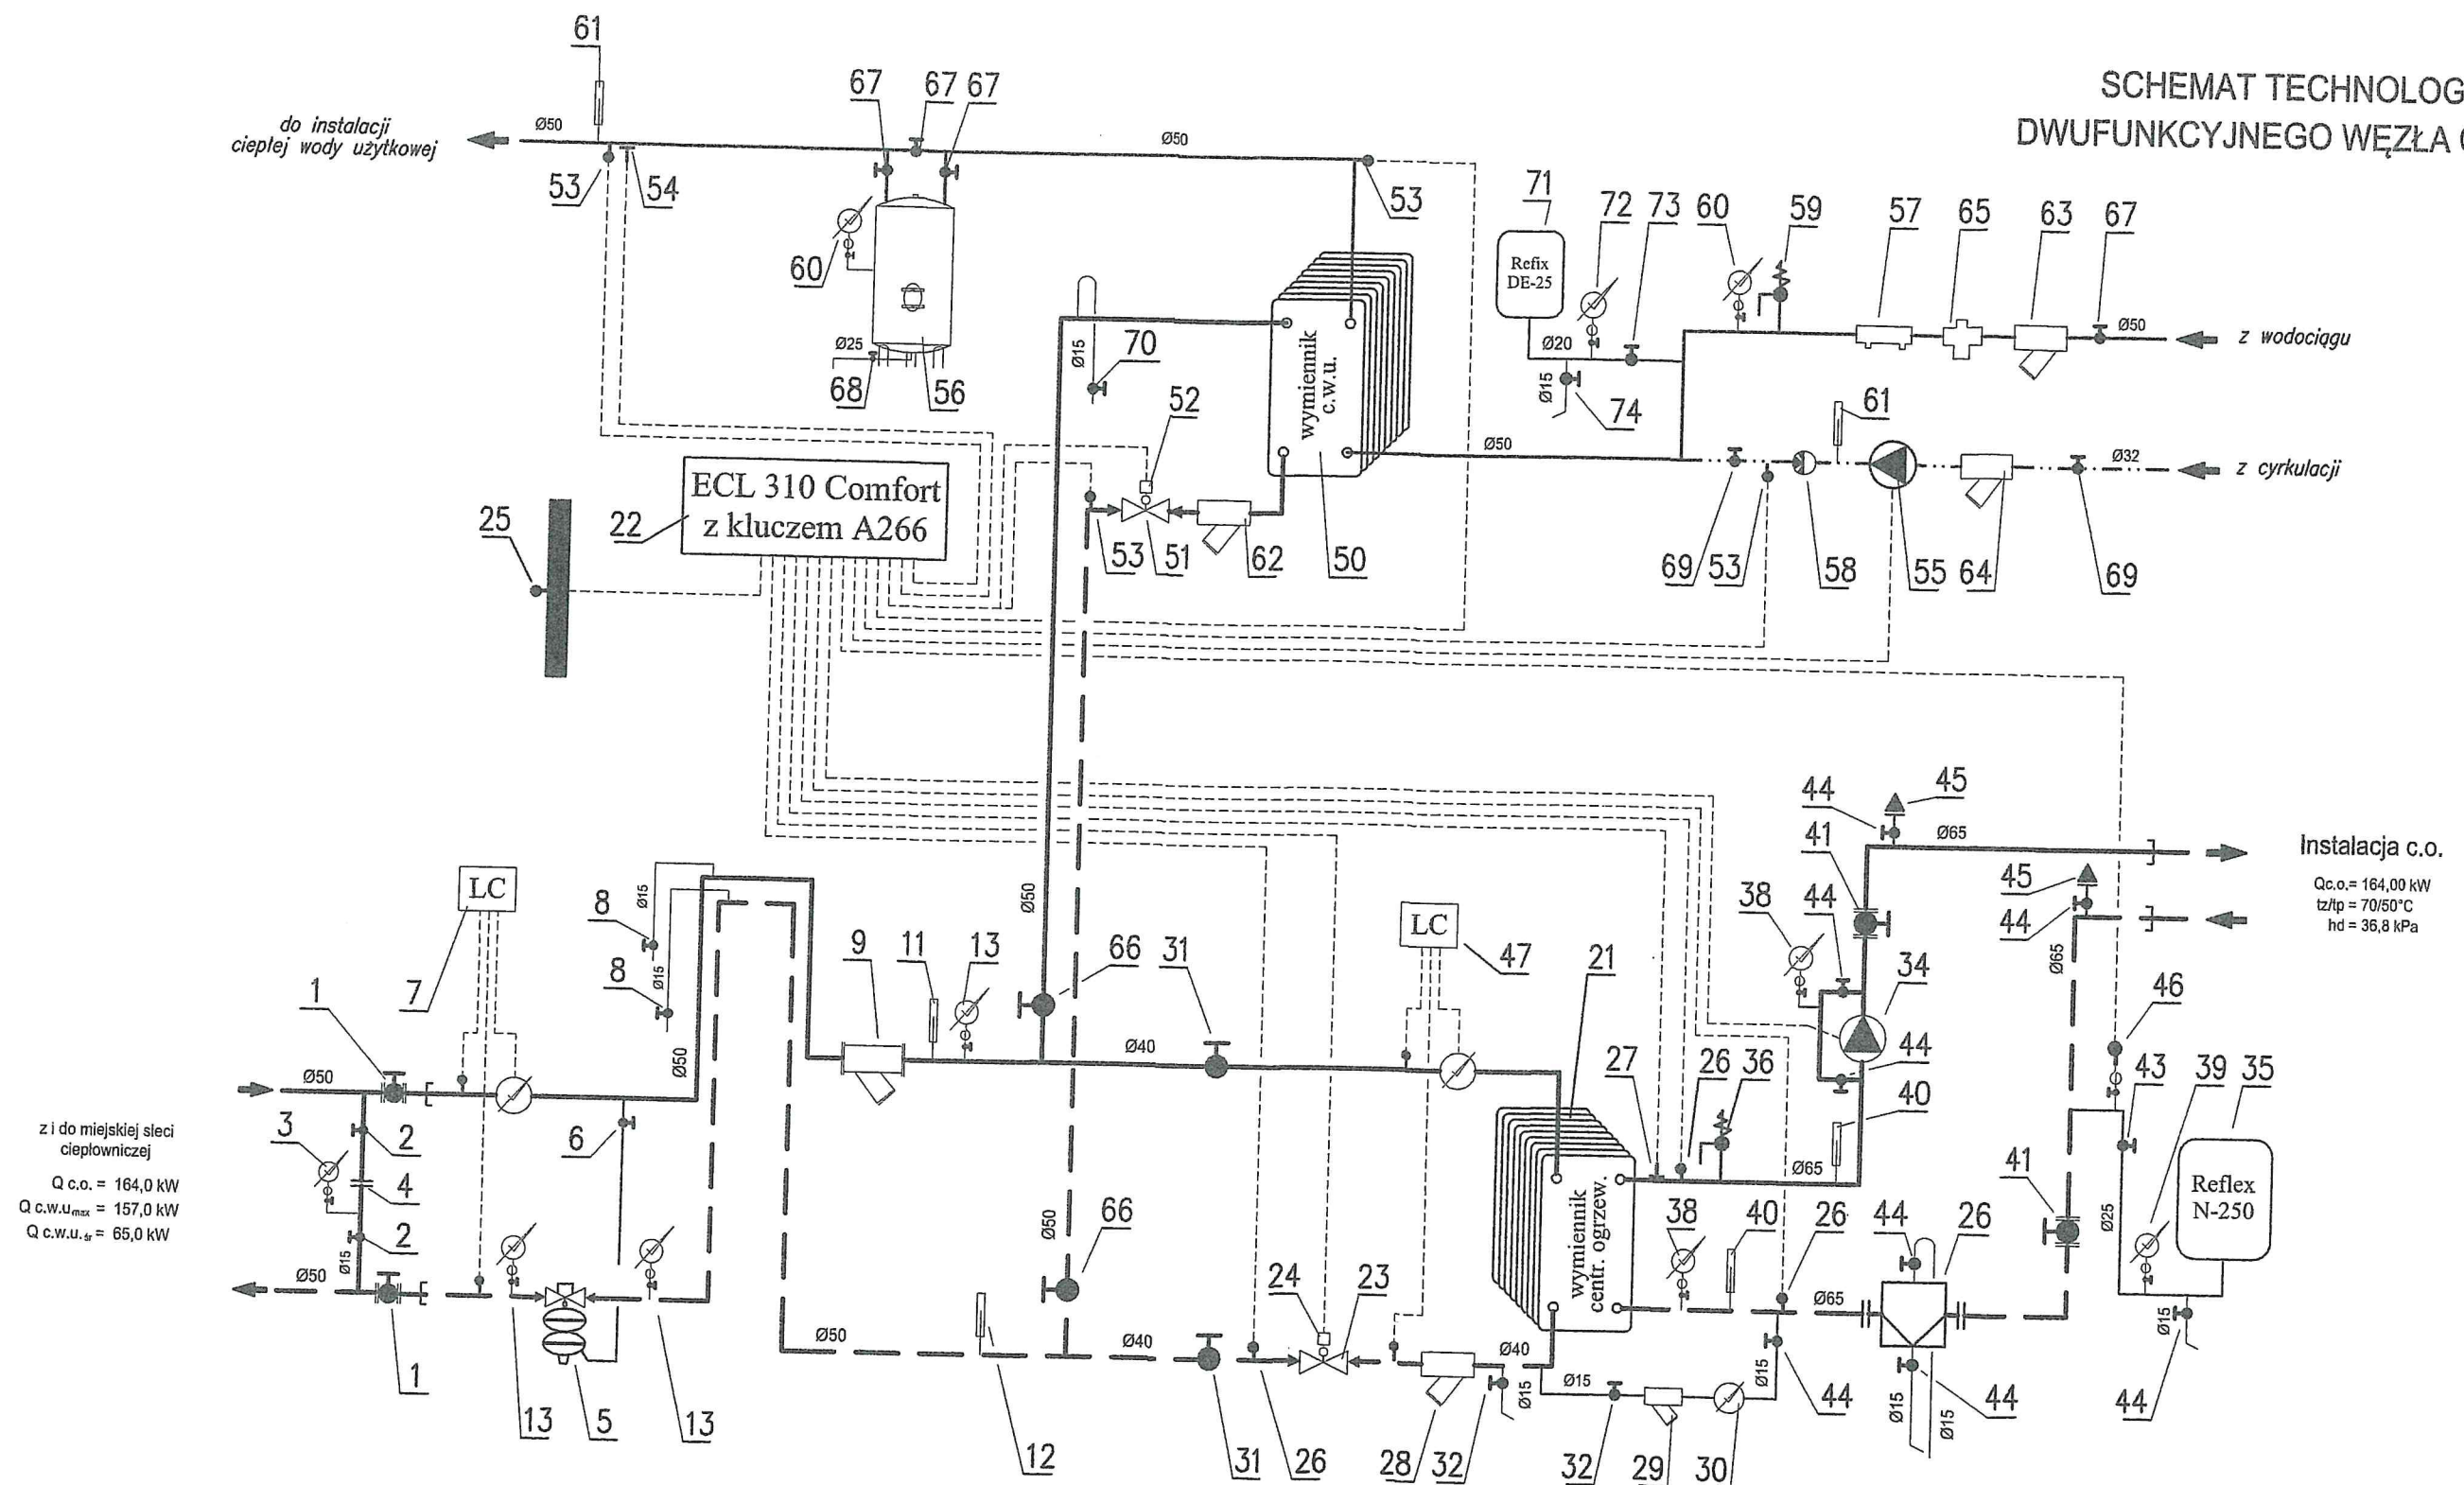 SCHEMAT TECHNOLOG
DWUFUNKCYJNEGO WĘZŁA
61
67
67
67
do instalacji
ciepłej wody użytkowej
Ø50
Ø50
53
54
53
60
Ø25
68
56
Ø15
70
52
wymiennik
c.w.u.
53
51
62
50
71
Refix
DE-25
72
73
Ø20
Ø15
74
60
59
57
65
63
67
Ø50
z wodociągu
61
Ø50
Ø32
z cyrkulacji
69
53
58
55
64
69
ECL 310 Comfort
z kluczem A266
22
25
44
45
41
Ø65
Instalacja c.o.
Qc.o.= 164,00 kW
tz/tp = 70/50°C
hd = 36,8 kPa
45
44
Ø65
38
44
34
44
40
46
43
39
35
Reflex
N-250
Ø25
41
Ø15
44
LC
7
8
Ø15
8
Ø15
9
11
13
Ø50
66
31
LC
47
21
Ø40
27
26
36
Ø65
1
Ø50
Ø50
z i do miejskiej sieci
ciepłowniczej
Q c.o. = 164,0 kW
Q c.w.u.max = 157,0 kW
Q c.w.u.śr = 65,0 kW
3
2
4
2
6
Ø15
Ø50
1
13
5
13
Ø50
12
Ø50
66
Ø40
31
26
24
23
wymiennik
centr. ogrzew.
38
40
26
Ø65
44
26
Ø40
28
32
Ø15
Ø15
32
29
30
Ø15
44
Ø15
Ø15
44